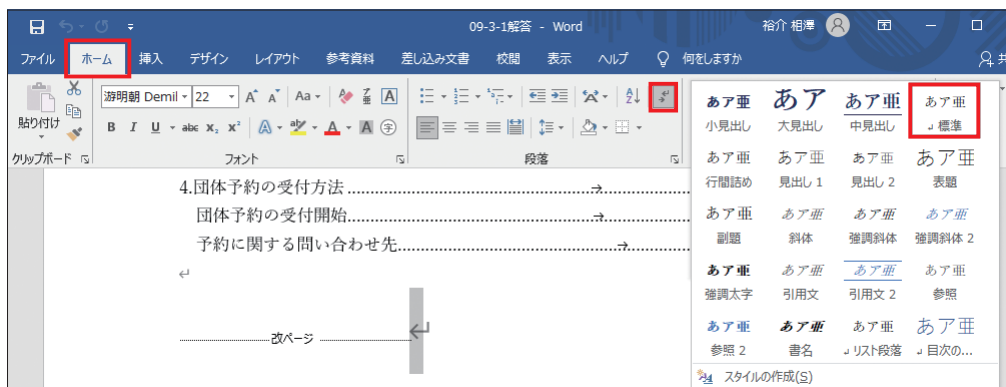 09-3-1解答 - Word
裕介 相澤
ファイル ホーム 挿入 デザイン レイアウト 参考資料 差し込み文書 校閲 表示 ヘルプ 何をしますか 共
貼り付け
游明朝 Demil 22 A A Aa A
B I U abc X₂ X² A A A 字
クリップボード
フォント
段落
あア亜 あア あア亜 あア亜
小見出し 大見出し 中見出し ↲ 標準
あア亜 あア亜 あア亜 あア亜
行間詰め 見出し 1 見出し 2 表題
あア亜 あア亜 あア亜 あア亜
副題 斜体 強調斜体 強調斜体 2
あア亜 あア亜 あア亜 あア亜
強調太字 引用文 引用文 2 参照
あア亜 あア亜 あア亜 あア亜
参照 2 書名 ↲ リスト段落 ↲ 目次の...
スタイルの作成(S)
4.団体予約の受付方法
団体予約の受付開始
予約に関する問い合わせ先
改ページ